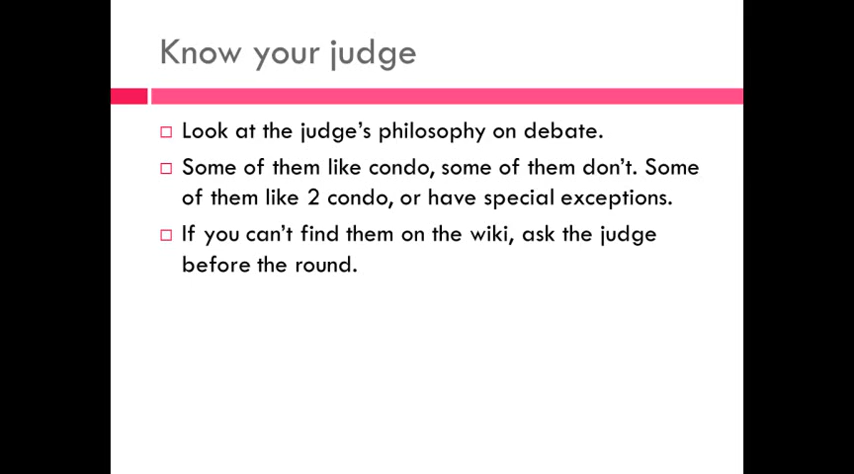 Know your judge
Look at the judge's philosophy on debate.
Some of them like condo, some of them don't. Some
of them like 2 condo, or have special exceptions.
If you can't find them on the wiki, ask the judge
before the round.